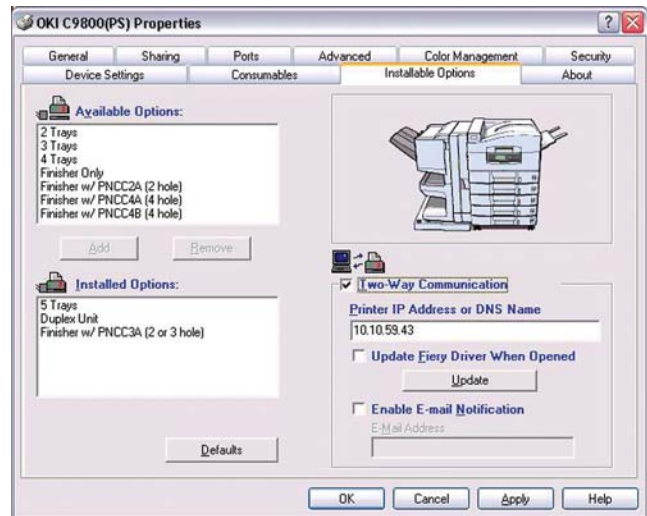 OKI C9800(PS) Properties
General
Sharing
Ports
Advanced
Color Management
Security
Device Settings
Consumables
Installable Options
About
Available Options:
2 Trays
3 Trays
4 Trays
Finisher Only
Finisher w/ PNCC2A (2 hole)
Finisher w/ PNCC4A (4 hole)
Finisher w/ PNCC4B (4 hole)
Add
Remove
Installed Options:
5 Trays
Duplex Unit
Finisher w/ PNCC3A (2 or 3 hole)
Defaults
Two-Way Communication
Printer IP Address or DNS Name
10.10.59.43
Update Fiery Driver When Opened
Update
Enable E-mail Notification
E-Mail Address
OK
Cancel
Apply
Help